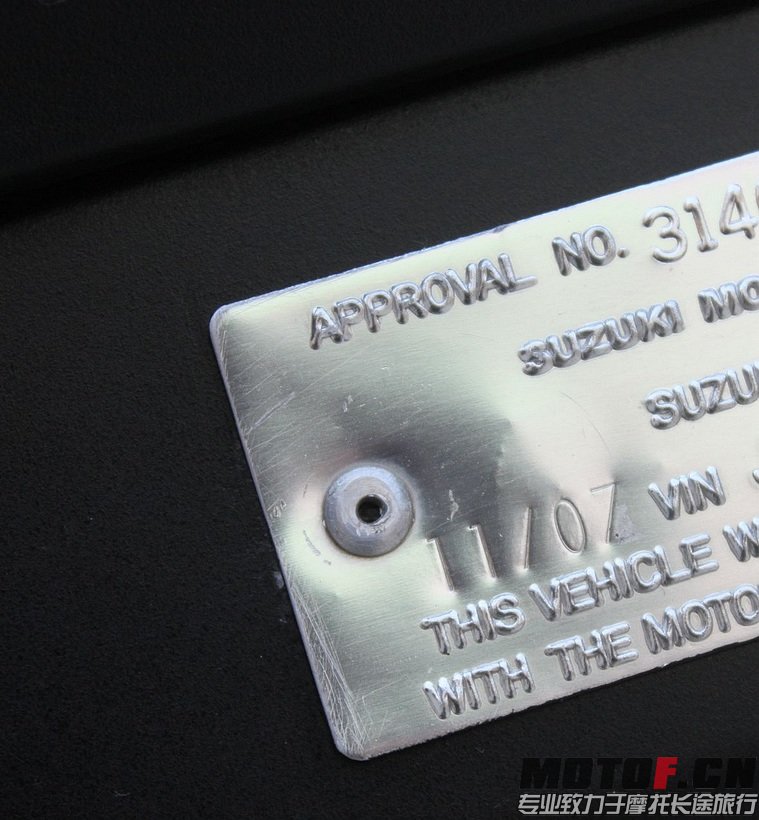 APPROVAL NO. 314
SUZUKI MO
SUZU
11/07 VIN
THIS VEHICLE W
WITH THE MOTO
MOTOF.CN
专业致力于摩托长途旅行